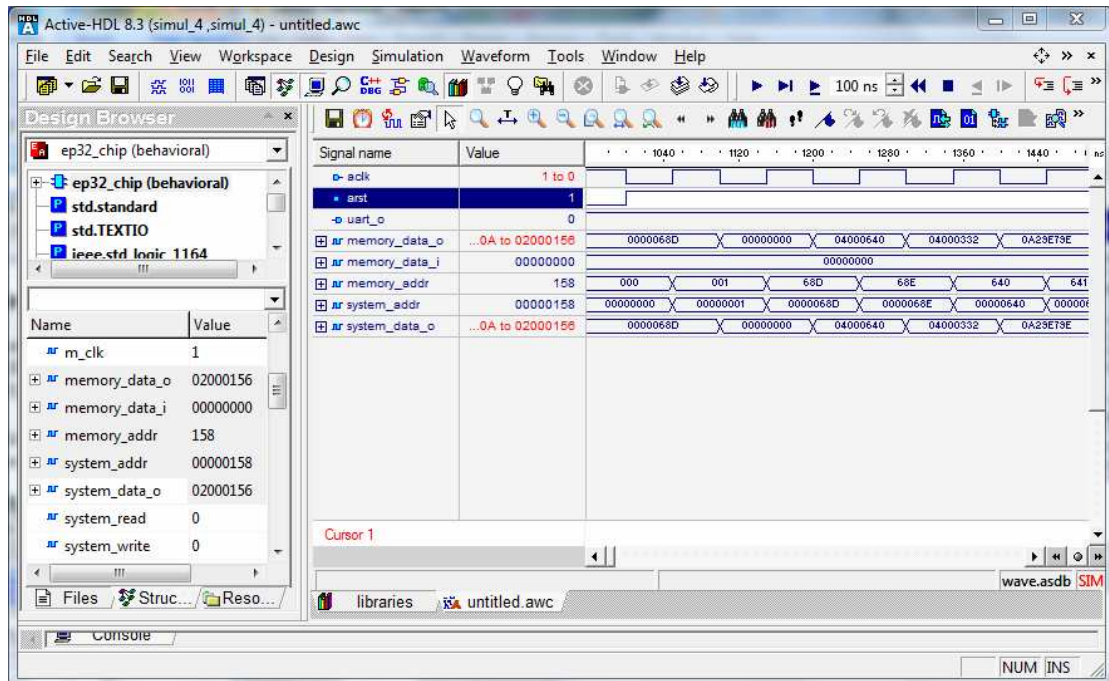 Active-HDL 8.3 (simul_4 ,simul_4) - untitled.awc
File Edit Search View Workspace Design Simulation Waveform Tools Window Help
100 ns
Design Browser
ep32_chip (behavioral)
ep32_chip (behavioral)
std.standard
std.TEXTIO
ieee.std_logic_1164
Name Value
m_clk 1
memory_data_o 02000156
memory_data_i 00000000
memory_addr 158
system_addr 00000158
system_data_o 02000156
system_read 0
system_write 0
Files Struc... Reso...
Signal name Value 1040 1120 1200 1280 1360 1440 ns
aclk 1 to 0
arst 1
uart_o 0
memory_data_o ...0A to 02000156 0000068D 00000000 04000640 04000332 0A29E79E
memory_data_i 00000000 00000000
memory_addr 158 000 001 68D 68E 640 641
system_addr 00000158 00000000 00000001 0000068D 0000068E 00000640
system_data_o ...0A to 02000156 0000068D 00000000 04000640 04000332 0A29E79E
Cursor 1
wave.asdb SIM
libraries untitled.awc
Console
NUM INS